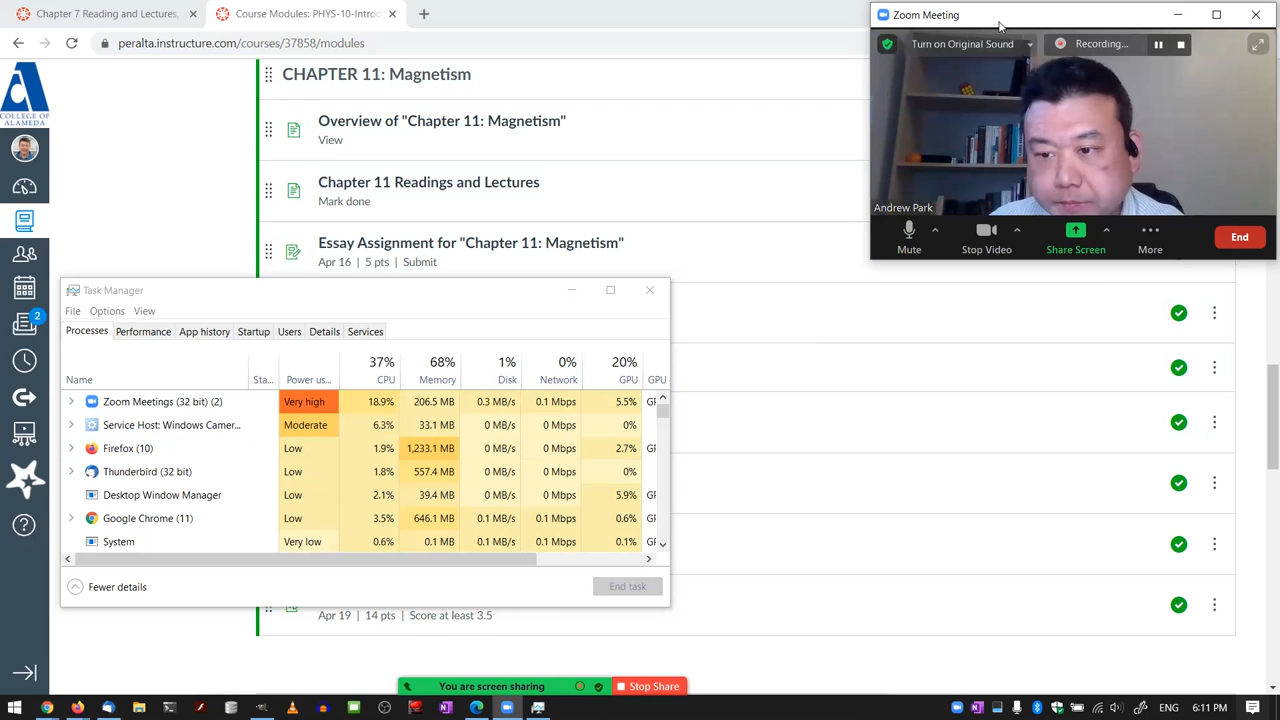 Chapter 7 Reading and Lectures,
Course Modules: PHYS-10-Intro
peralta.instructure.com/courses/37858/modules
COLLEGE OF
ALAMEDA
2
CHAPTER 11: Magnetism
Overview of "Chapter 11: Magnetism"
View
Chapter 11 Readings and Lectures
Mark done
Essay Assignment for "Chapter 11: Magnetism"
Apr 16 | 5 pts | Submit
Zoom Meeting
Turn on Original Sound
Recording...
Andrew Park
Mute
Stop Video
Share Screen
More
End
Task Manager
File Options View
Processes Performance App history Startup Users Details Services
37% 68% 1% 0% 20%
Name Sta... Power us... CPU Memory Disk Network GPU GPU
Zoom Meetings (32 bit) (2) Very high 18.9% 206.5 MB 0.3 MB/s 0.1 Mbps 5.5%
Service Host: Windows Camer... Moderate 6.3% 33.1 MB 0 MB/s 0 Mbps 0%
Firefox (10) Low 1.9% 1,233.1 MB 0 MB/s 0 Mbps 2.7%
Thunderbird (32 bit) Low 1.8% 557.4 MB 0 MB/s 0 Mbps 0%
Desktop Window Manager Low 2.1% 39.4 MB 0 MB/s 0 Mbps 5.9%
Google Chrome (11) Low 3.5% 646.1 MB 0.1 MB/s 0.1 Mbps 0.6%
System Very low 0.6% 0.1 MB 0.1 MB/s 0 Mbps 0.1%
Fewer details
End task
Apr 19 | 14 pts | Score at least 3.5
You are screen sharing
Stop Share
ENG
6:11 PM